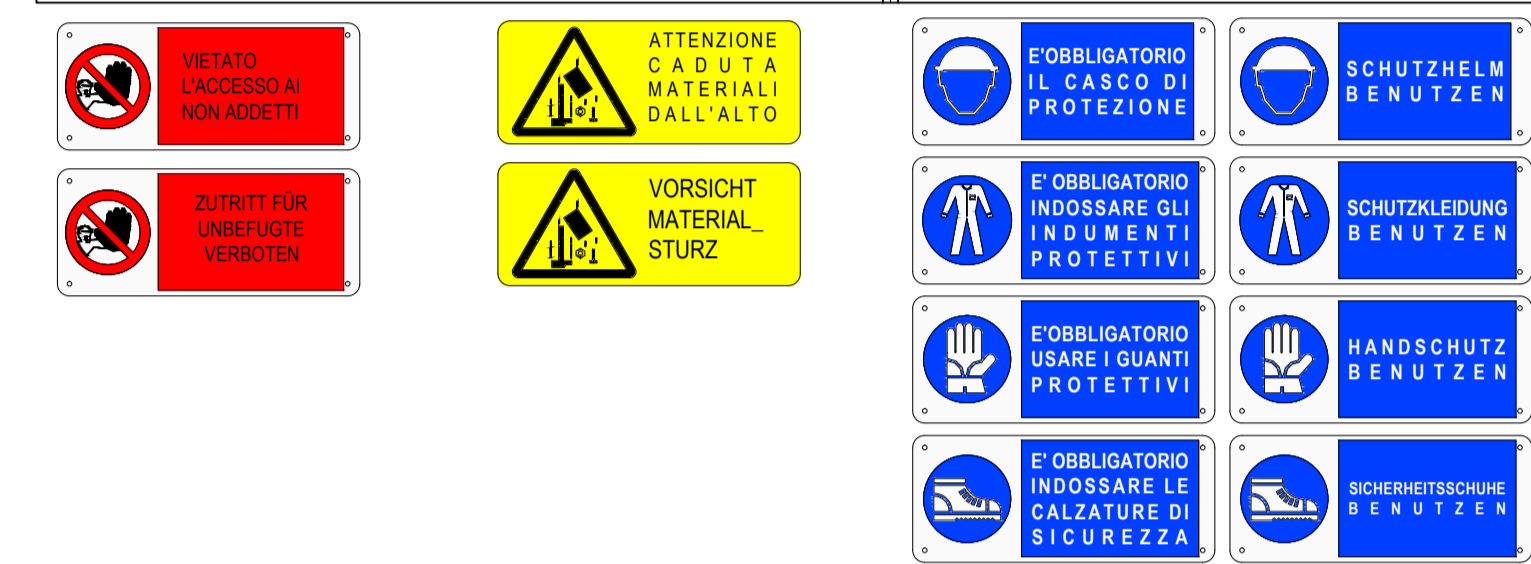 VIETATO
L'ACCESSO AI
NON ADDETTI
ZUTRITT FÜR
UNBEFUGTE
VERBOTEN
ATTENZIONE
CADUTA
MATERIALI
DALL'ALTO
VORSICHT
MATERIAL_
STURZ
E'OBBLIGATORIO
IL CASCO DI
PROTEZIONE
SCHUTZHELM
BENUTZEN
E' OBBLIGATORIO
INDOSSARE GLI
INDUMENTI
PROTETTIVI
SCHUTZKLEIDUNG
BENUTZEN
E'OBBLIGATORIO
USARE I GUANTI
PROTETTIVI
HANDSCHUTZ
BENUTZEN
E' OBBLIGATORIO
INDOSSARE LE
CALZATURE DI
SICUREZZA
SICHERHEITSSCHUHE
BENUTZEN